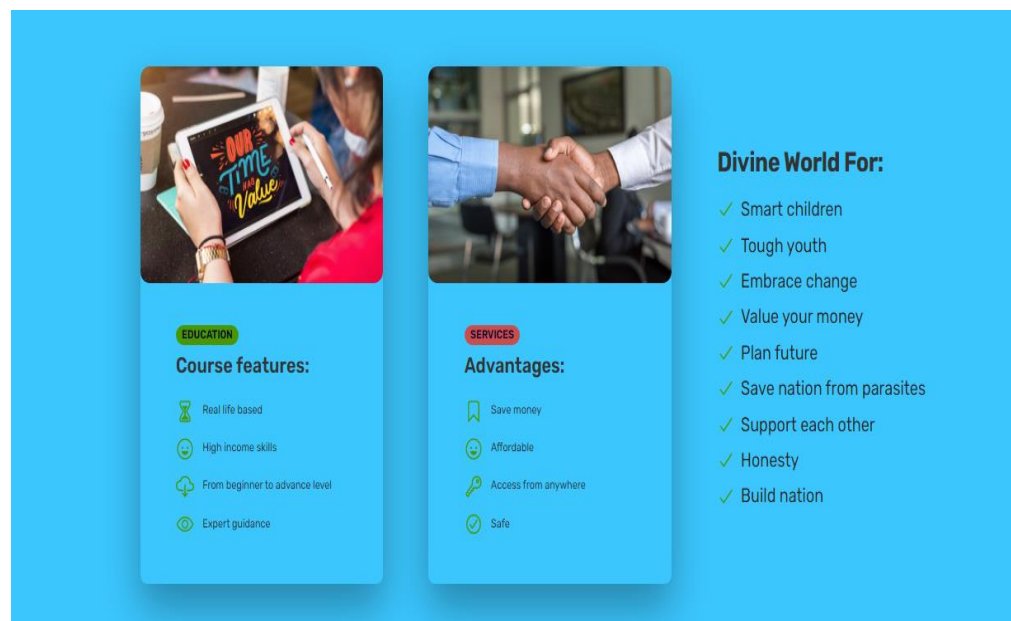 OUR
TIME
HAS
Value
EDUCATION
Course features:
Real life based
High income skills
From beginner to advance level
Expert guidance
SERVICES
Advantages:
Save money
Affordable
Access from anywhere
Safe
Divine World For:
Smart children
Tough youth
Embrace change
Value your money
Plan future
Save nation from parasites
Support each other
Honesty
Build nation